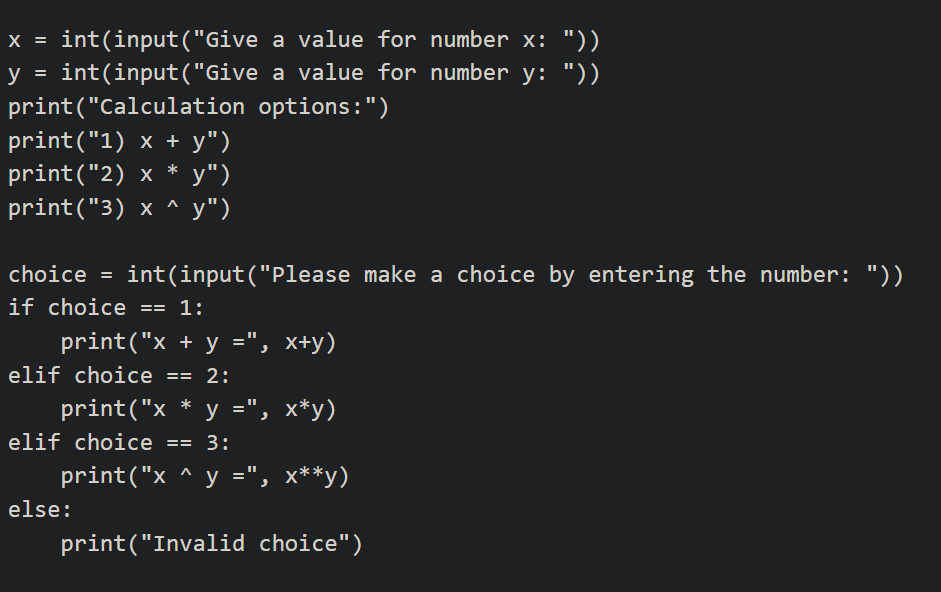 x = int(input("Give a value for number x: "))
y = int(input("Give a value for number y: "))
print("Calculation options:")
print("1) x + y")
print("2) x * y")
print("3) x ^ y")

choice = int(input("Please make a choice by entering the number: "))
if choice == 1:
    print("x + y =", x+y)
elif choice == 2:
    print("x * y =", x*y)
elif choice == 3:
    print("x ^ y =", x**y)
else:
    print("Invalid choice")